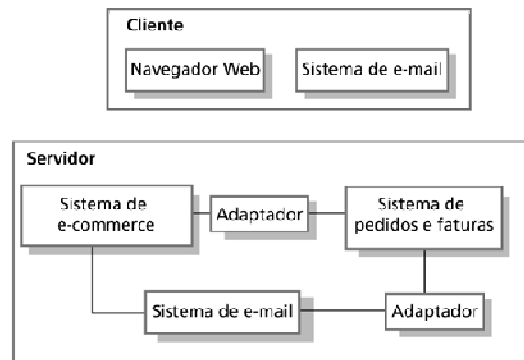 Cliente
Navegador Web
Sistema de e-mail
Servidor
Sistema de
e-commerce
Adaptador
Sistema de
pedidos e faturas
Sistema de e-mail
Adaptador